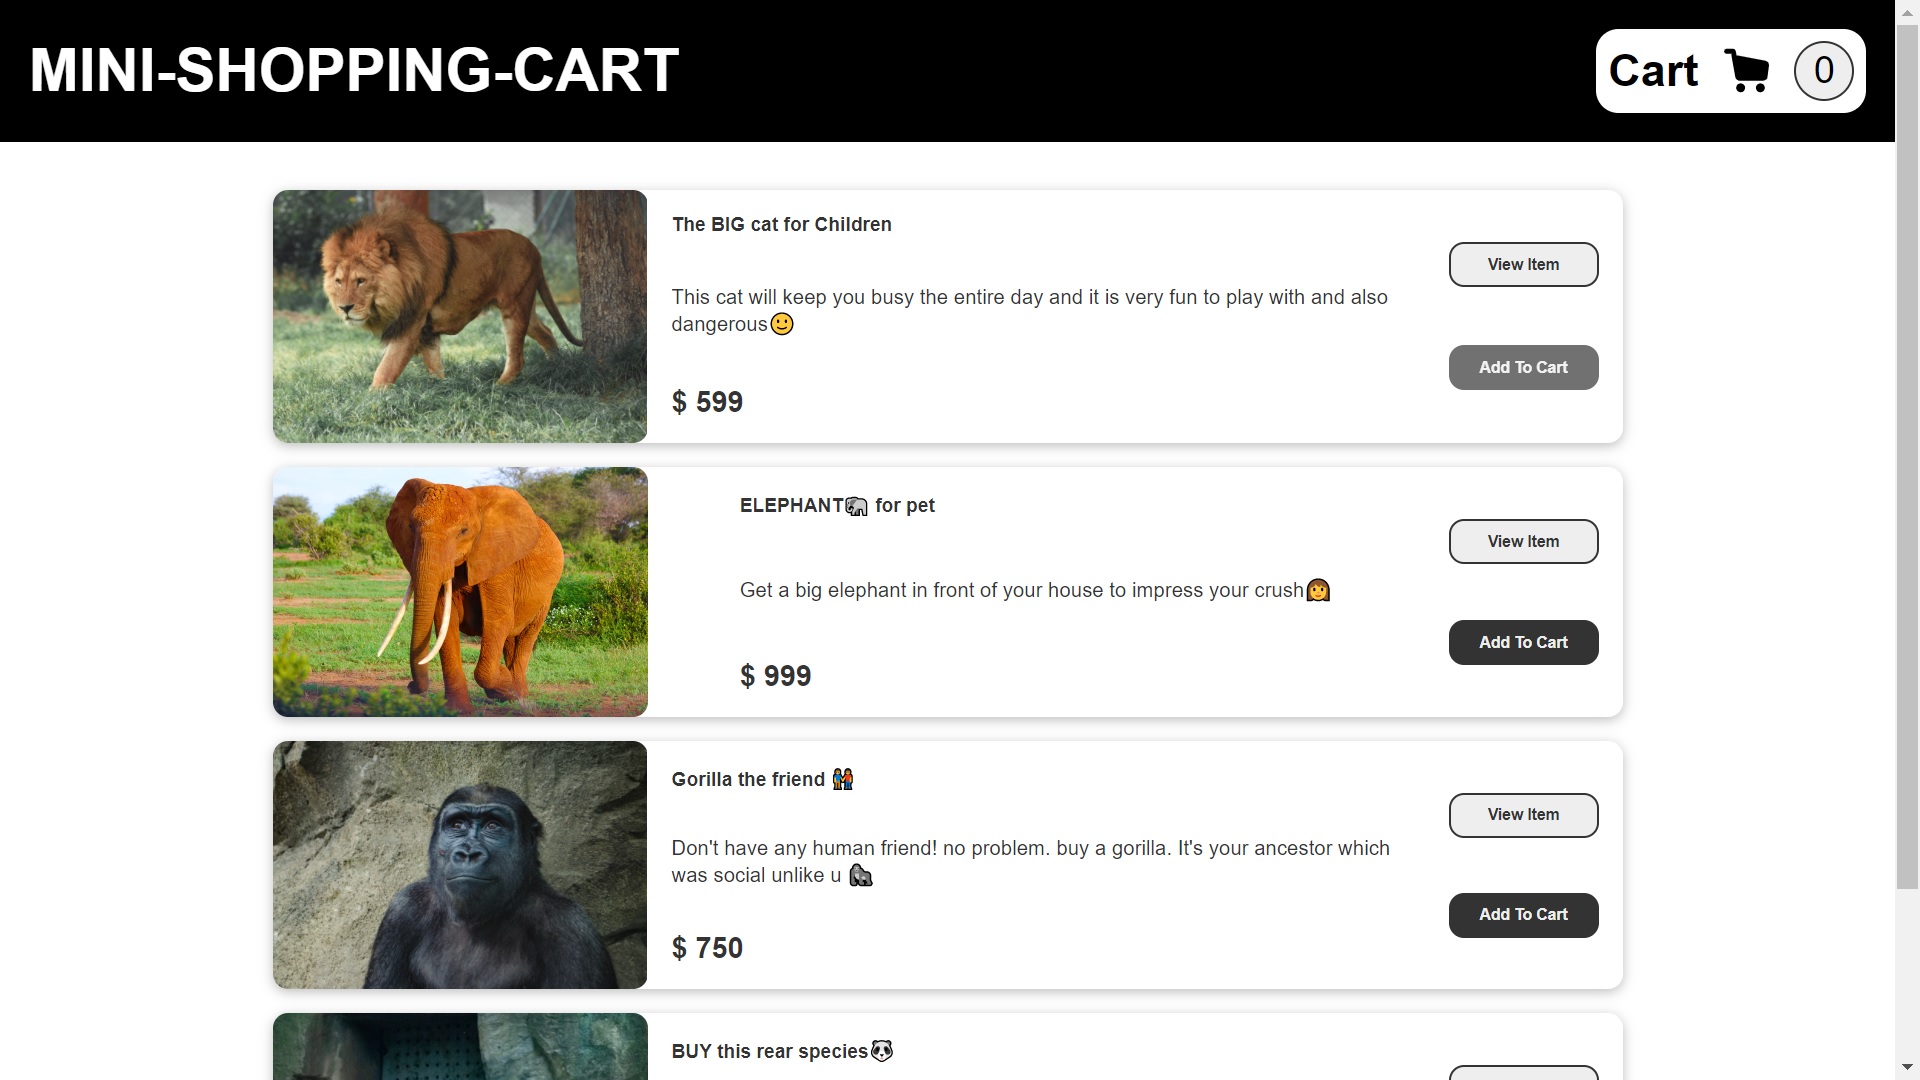 MINI-SHOPPING-CART
Cart 0
The BIG cat for Children
This cat will keep you busy the entire day and it is very fun to play with and also
dangerous🙂
$ 599
View Item
Add To Cart
ELEPHANT🐘 for pet
Get a big elephant in front of your house to impress your crush👩
$ 999
View Item
Add To Cart
Gorilla the friend 🧑‍🤝‍🧑
Don't have any human friend! no problem. buy a gorilla. It's your ancestor which
was social unlike u 🦍
$ 750
View Item
Add To Cart
BUY this rear species🐼